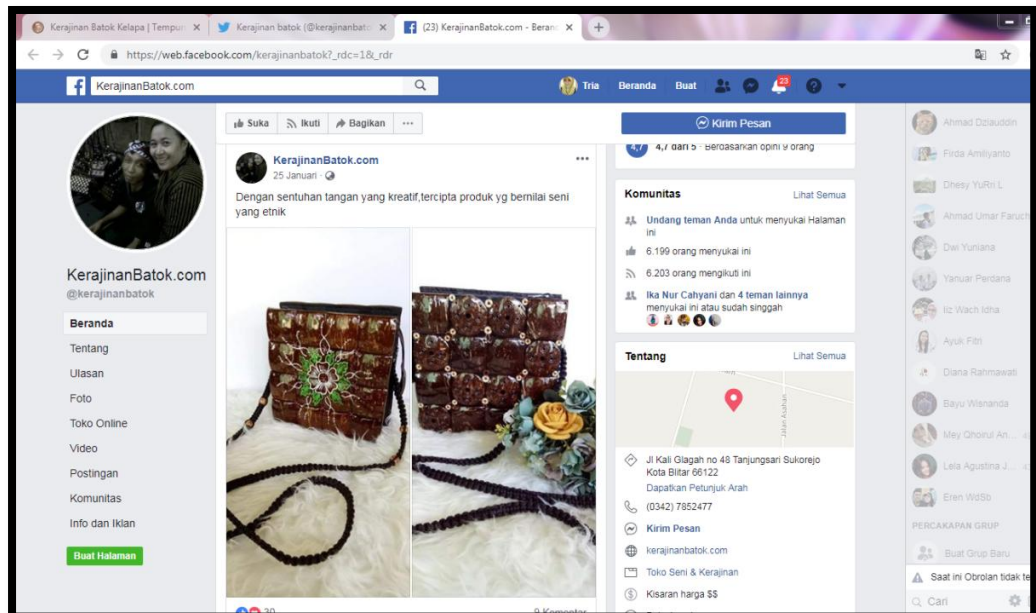 Kerajinan Batok Kelapa | Tempur
Kerajinan batok (@kerajinanbato
(23) KerajinanBatok.com - Beran
https://web.facebook.com/kerajinanbatok?_rdc=1&_rdr
KerajinanBatok.com
Tria
Beranda
Buat
23
Suka
Ikuti
Bagikan
Kirim Pesan
KerajinanBatok.com
@kerajinanbatok
Beranda
Tentang
Ulasan
Foto
Toko Online
Video
Postingan
Komunitas
Info dan Iklan
Buat Halaman
KerajinanBatok.com
25 Januari
Dengan sentuhan tangan yang kreatif,tercipta produk yg bernilai seni
yang etnik
30
9 Komentar
4,7
4,7 dari 5 · Berdasarkan opini 9 orang
Komunitas
Lihat Semua
Undang teman Anda untuk menyukai Halaman
ini
6.199 orang menyukai ini
6.203 orang mengikuti ini
Ika Nur Cahyani dan 4 teman lainnya
menyukai ini atau sudah singgah
Tentang
Lihat Semua
Jalan Asahan
Jl Kali Glagah no 48 Tanjungsari Sukorejo
Kota Blitar 66122
Dapatkan Petunjuk Arah
(0342) 7852477
Kirim Pesan
kerajinanbatok.com
Toko Seni & Kerajinan
Kisaran harga $$
Ahmad Dziauddin
Firda Amiliyanto
Dhesy YuRri L
Ahmad Umar Faruch
Dwi Yuniana
Yanuar Perdana
Iiz Wach Idha
Ayuk Fitri
Diana Rahmawati
Bayu Wisnanda
Mey Qhoirul An...
Lela Agustina J...
Eren WdSb
PERCAKAPAN GRUP
Buat Grup Baru
Saat ini Obrolan tidak te
Cari